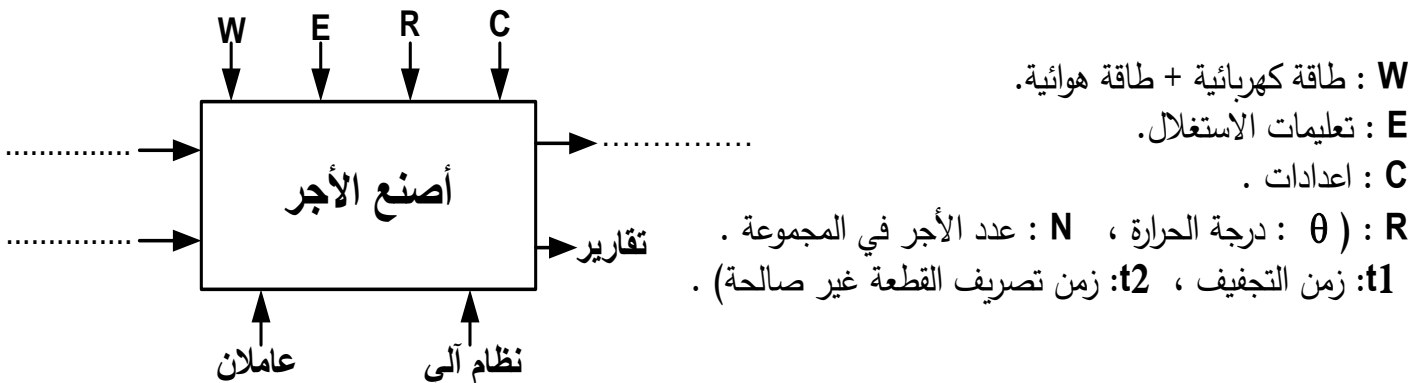 W E R C
W : طاقة كهربائية + طاقة هوائية.
E : تعليمات الاستغلال.
C : اعدادات .
R : ( θ : درجة الحرارة ، N : عدد الأجر في المجموعة .
t1: زمن التجفيف ، t2: زمن تصريف القطعة غير صالحة) .
...............
...............
أصنع الأجر
...............
تقارير
عاملان
نظام آلي